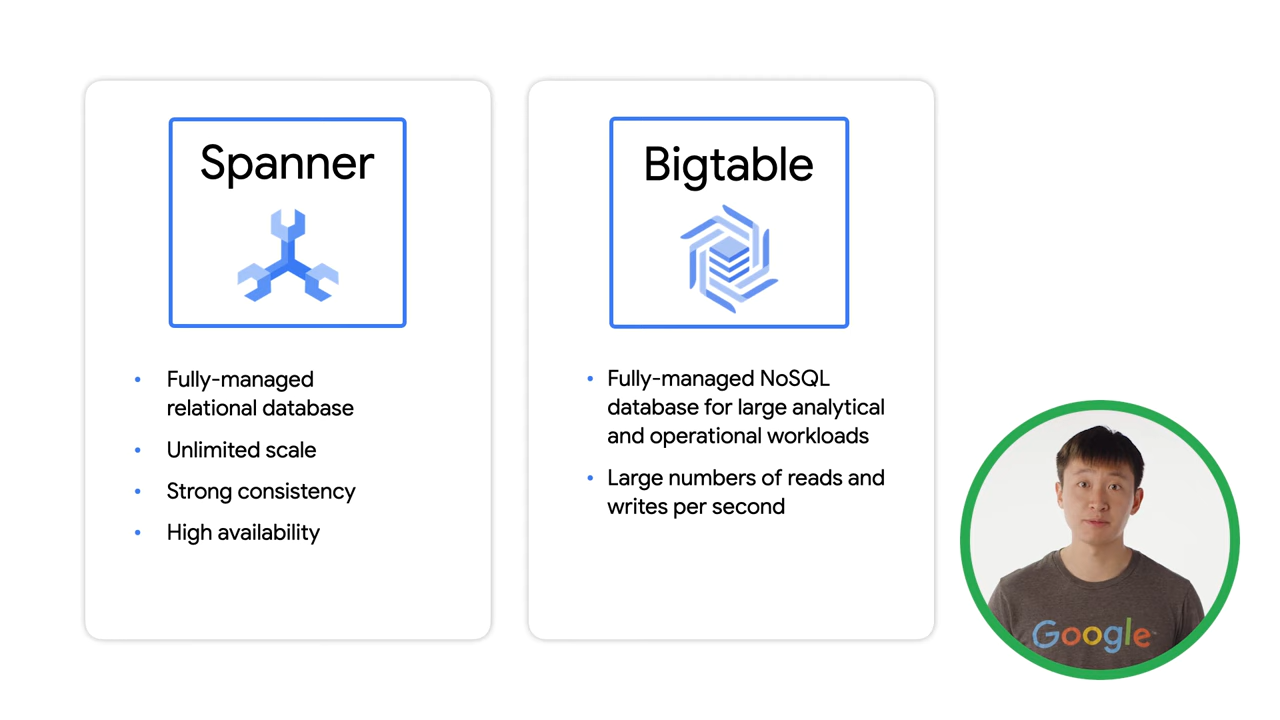 Spanner
Fully-managed
relational database
Unlimited scale
Strong consistency
High availability
Bigtable
Fully-managed NoSQL
database for large analytical
and operational workloads
Large numbers of reads and
writes per second
Google